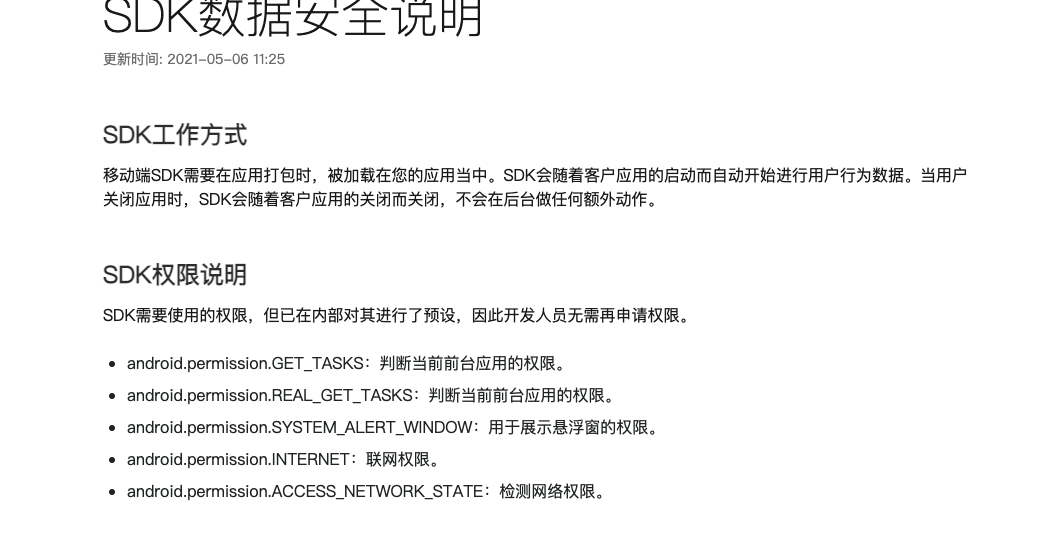 SDK数据安全说明
更新时间: 2021-05-06 11:25
SDK工作方式
移动端SDK需要在应用打包时，被加载在您的应用当中。SDK会随着客户应用的启动而自动开始进行用户行为数据。当用户
关闭应用时，SDK会随着客户应用的关闭而关闭，不会在后台做任何额外动作。
SDK权限说明
SDK需要使用的权限，但已在内部对其进行了预设，因此开发人员无需再申请权限。
• android.permission.GET_TASKS：判断当前前台应用的权限。
• android.permission.REAL_GET_TASKS：判断当前前台应用的权限。
• android.permission.SYSTEM_ALERT_WINDOW：用于展示悬浮窗的权限。
• android.permission.INTERNET：联网权限。
• android.permission.ACCESS_NETWORK_STATE：检测网络权限。